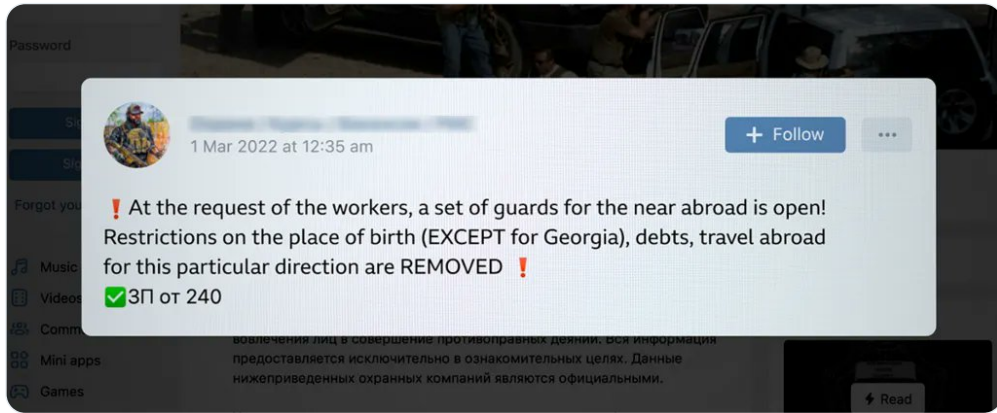 Password
1 Mar 2022 at 12:35 am
+ Follow
❗At the request of the workers, a set of guards for the near abroad is open!
Restrictions on the place of birth (EXCEPT for Georgia), debts, travel abroad
for this particular direction are REMOVED ❗
✅ЗП от 240
Forgot you
Music
Videos
Comm
Mini apps
Games
вовлечения лиц в совершение противоправных деяний. Вся информация
предоставляется исключительно в ознакомительных целях. Данные
нижеприведенных охранных компаний являются официальными.
Read